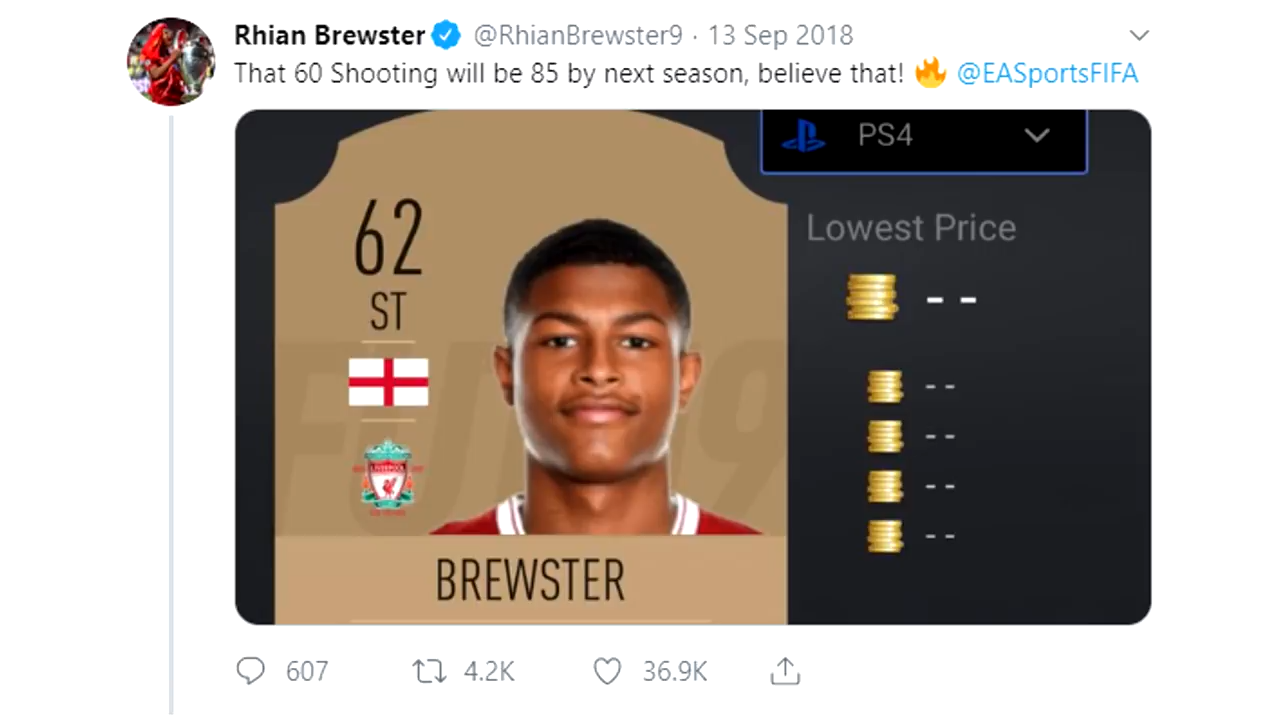 Rhian Brewster @RhianBrewster9 · 13 Sep 2018
That 60 Shooting will be 85 by next season, believe that! 🔥 @EASportsFIFA
PS4
62
ST
Lowest Price
- -
- -
- -
- -
- -
LIVERPOOL
BREWSTER
607 4.2K 36.9K